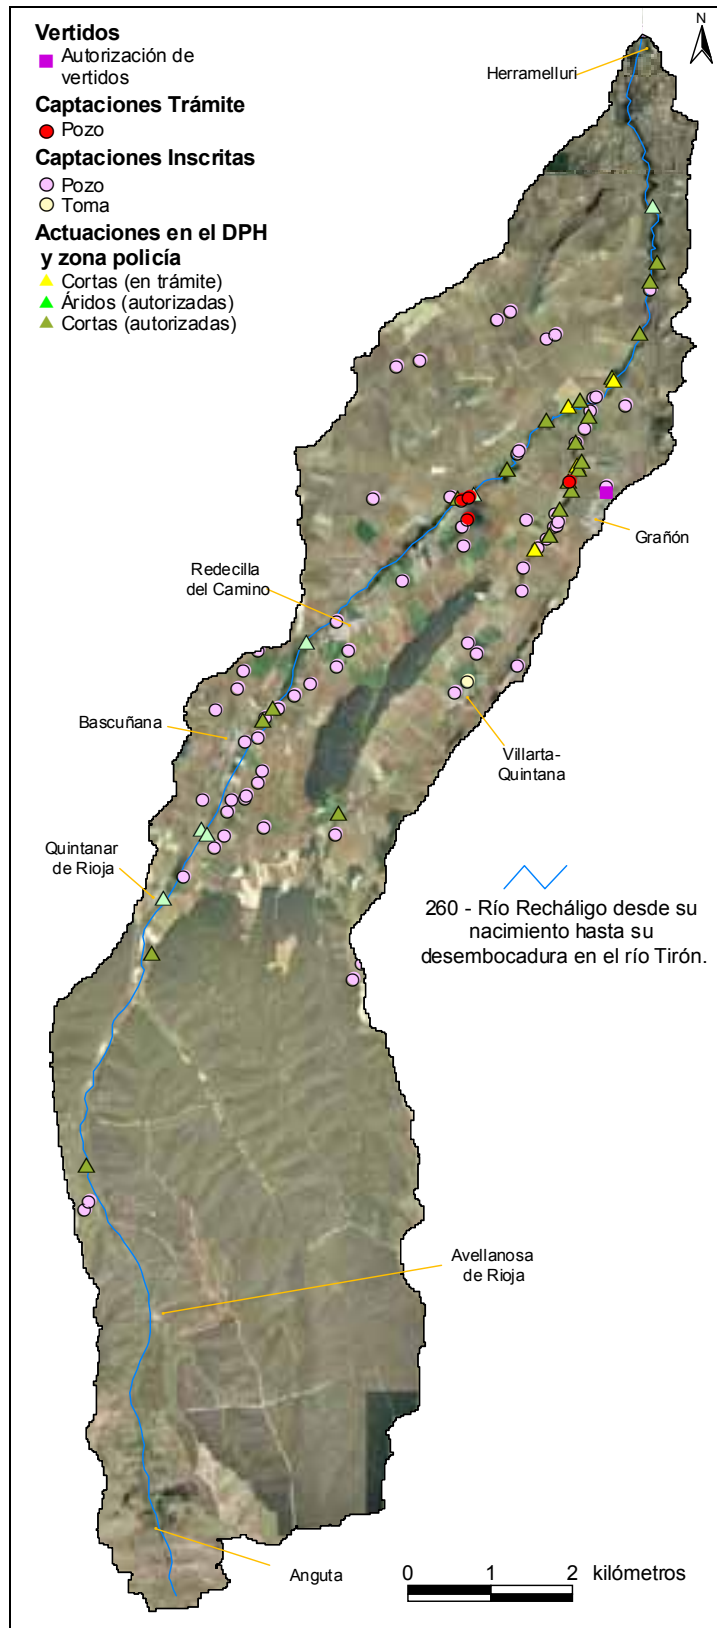 Vertidos
Autorización de
vertidos
Captaciones Trámite
Pozo
Captaciones Inscritas
Pozo
Toma
Actuaciones en el DPH
y zona policía
Cortas (en trámite)
Áridos (autorizadas)
Cortas (autorizadas)
N
Herramelluri
Grañón
Redecilla
del Camino
Bascuñana
Villarta-
Quintana
Quintanar
de Rioja
260 - Río Recháligo desde su
nacimiento hasta su
desembocadura en el río Tirón.
Avellanosa
de Rioja
Anguta
0 1 2 kilómetros